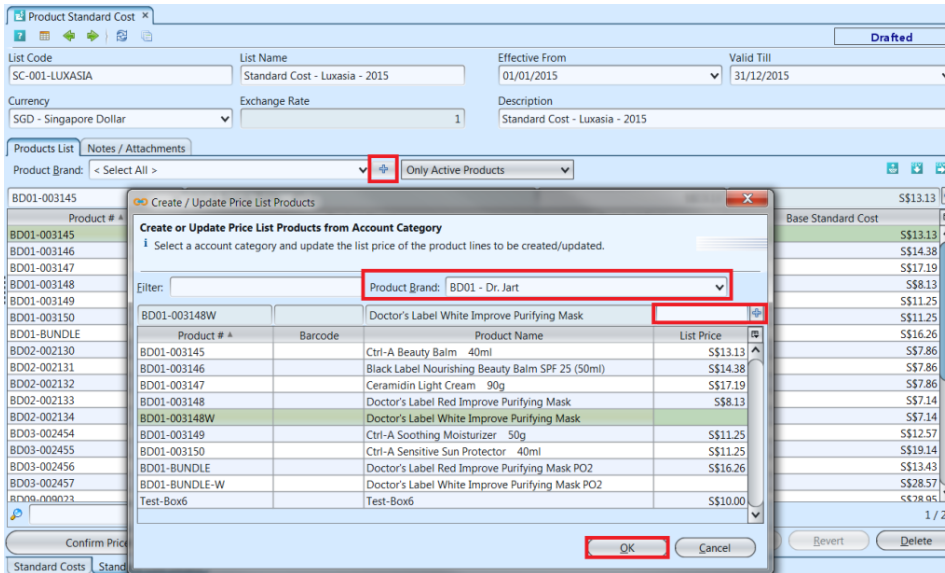 Product Standard Cost ×
Drafted
List Code List Name Effective From Valid Till
SC-001-LUXASIA Standard Cost - Luxasia - 2015 01/01/2015 31/12/2015
Currency Exchange Rate Description
SGD - Singapore Dollar 1 Standard Cost - Luxasia - 2015
Products List Notes / Attachments
Product Brand: < Select All > Only Active Products
BD01-003145 S$13.13
Product # Base Standard Cost
BD01-003145 S$13.13
BD01-003146 S$14.38
BD01-003147 S$17.19
BD01-003148 S$8.13
BD01-003149 S$11.25
BD01-003150 S$11.25
BD01-BUNDLE S$16.26
BD02-002130 S$7.86
BD02-002131 S$7.86
BD02-002132 S$7.86
BD02-002133 S$7.14
BD02-002134 S$7.14
BD03-002454 S$12.57
BD03-002455 S$19.14
BD03-002456 S$13.43
BD03-002457 S$28.57
BD09-009023 S$28.95
1 / 2
Confirm Price Revert Delete
Standard Costs Stand
Create / Update Price List Products
Create or Update Price List Products from Account Category
Select a account category and update the list price of the product lines to be created/updated.
Filter: Product Brand: BD01 - Dr. Jart
BD01-003148W Doctor's Label White Improve Purifying Mask
Product # Barcode Product Name List Price
BD01-003145 Ctrl-A Beauty Balm 40ml S$13.13
BD01-003146 Black Label Nourishing Beauty Balm SPF 25 (50ml) S$14.38
BD01-003147 Ceramidin Light Cream 90g S$17.19
BD01-003148 Doctor's Label Red Improve Purifying Mask S$8.13
BD01-003148W Doctor's Label White Improve Purifying Mask
BD01-003149 Ctrl-A Soothing Moisturizer 50g S$11.25
BD01-003150 Ctrl-A Sensitive Sun Protector 40ml S$11.25
BD01-BUNDLE Doctor's Label Red Improve Purifying Mask PO2 S$16.26
BD01-BUNDLE-W Doctor's Label White Improve Purifying Mask PO2
Test-Box6 Test-Box6 S$10.00
OK Cancel